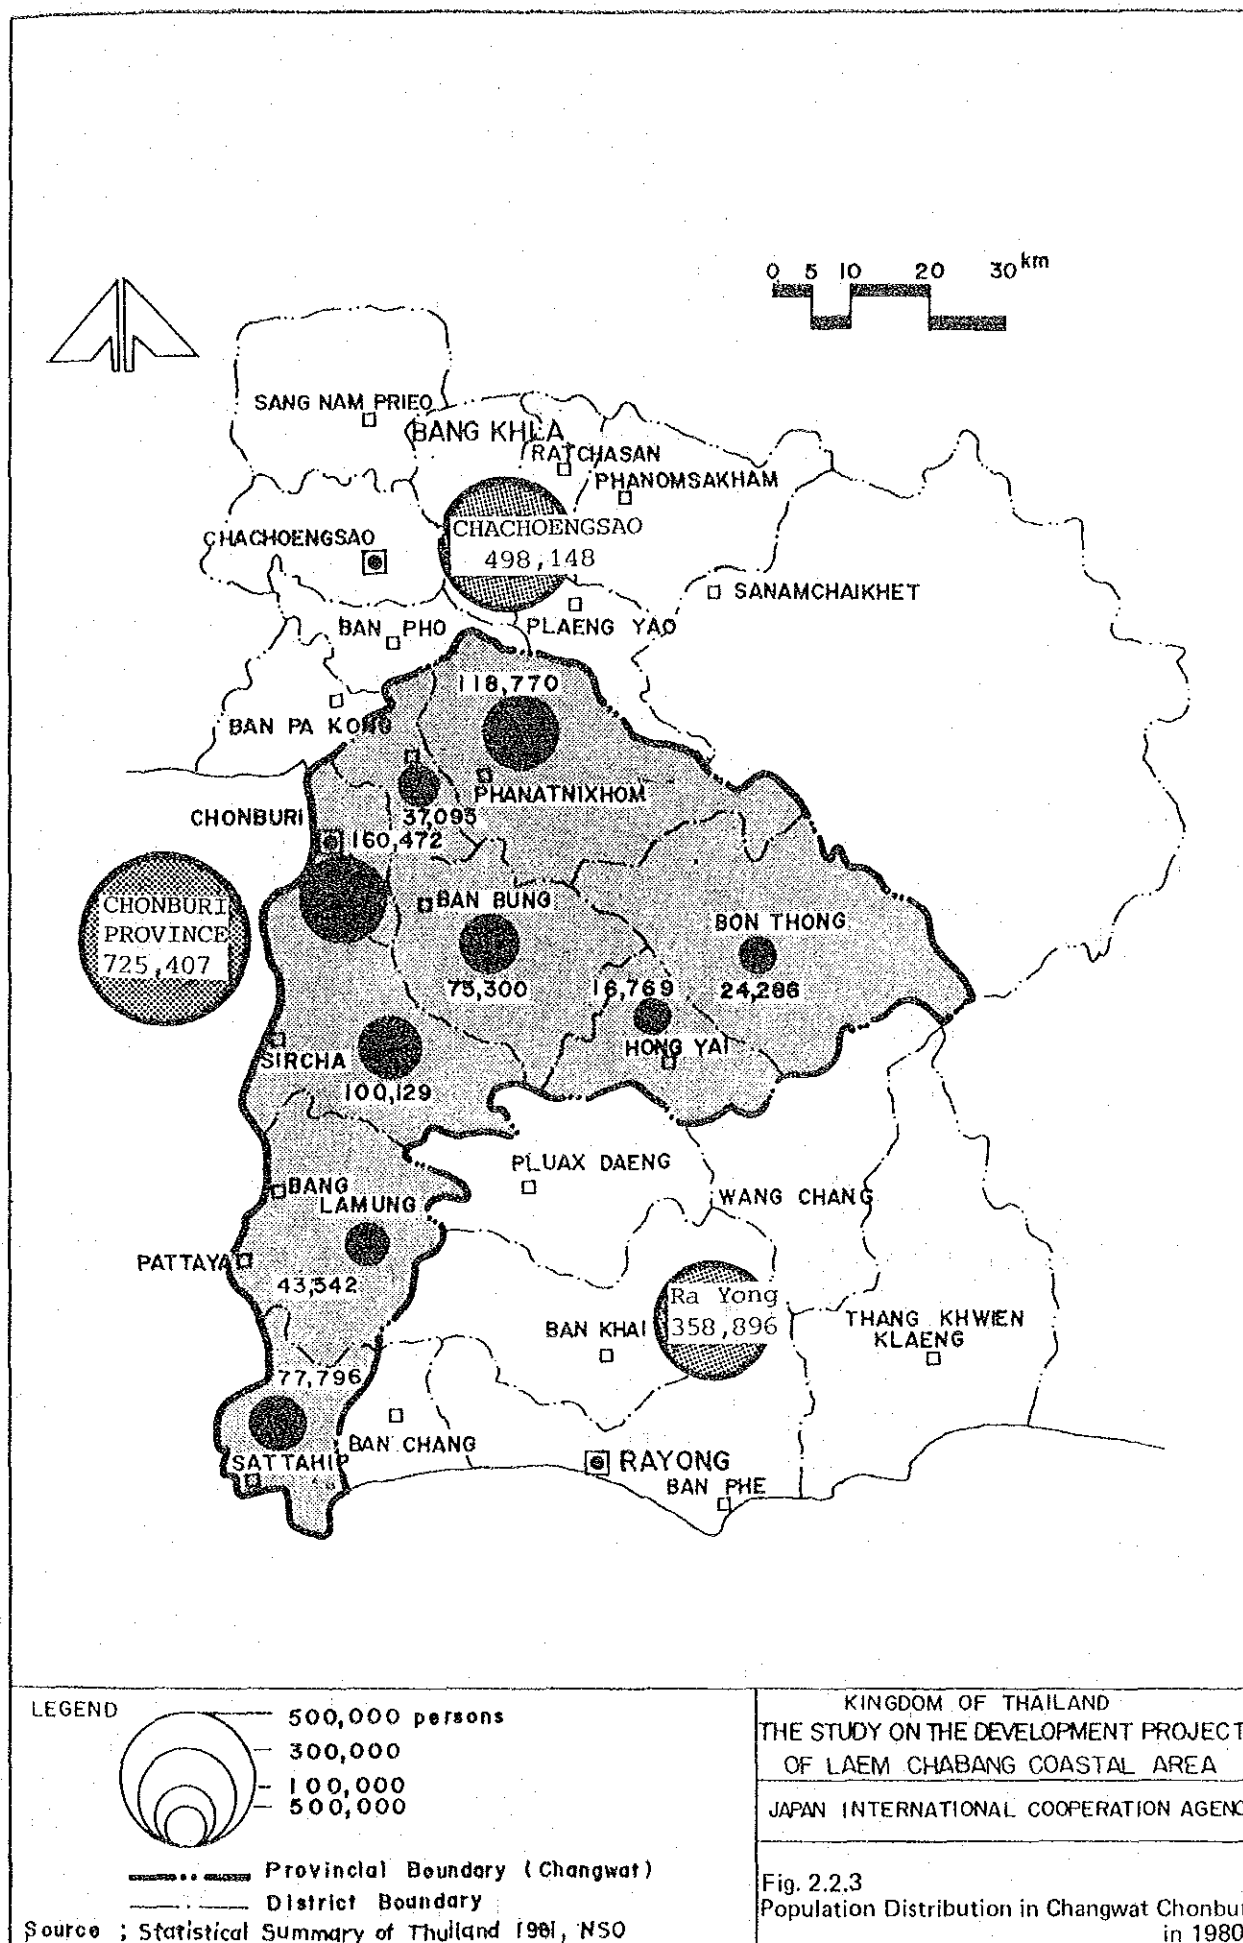 0 5 10 20 30 km
SANG NAM PRIEO
BANG KHLA
RATCHASAN
PHANOMSAKHAM
CHACHOENGSAO
498,148
CHACHOENGSAO
SANAMCHAIKHET
BAN PHO
PLAENG YAO
118,770
BAN PA KONG
PHANATNIXHOM
37,095
CHONBURI
160,472
CHONBURI
PROVINCE
725,407
BAN BUNG
75,300
BON THONG
24,286
16,769
HONG YAI
SIRCHA
100,129
PLUAX DAENG
WANG CHANG
BANG
LAMUNG
PATTAYA
43,542
Ra Yong
358,896
BAN KHAI
THANG KHWIEN
KLAENG
77,796
BAN CHANG
SATTAHIP
RAYONG
BAN PHE
LEGEND
500,000 persons
300,000
100,000
500,000
Provincial Boundary (Changwat)
District Boundary
Source ; Statistical Summary of Thuiland 1981, NSO
KINGDOM OF THAILAND
THE STUDY ON THE DEVELOPMENT PROJECT
OF LAEM CHABANG COASTAL AREA
JAPAN INTERNATIONAL COOPERATION AGENC
Fig. 2.2.3
Population Distribution in Changwat Chonbur
in 1980